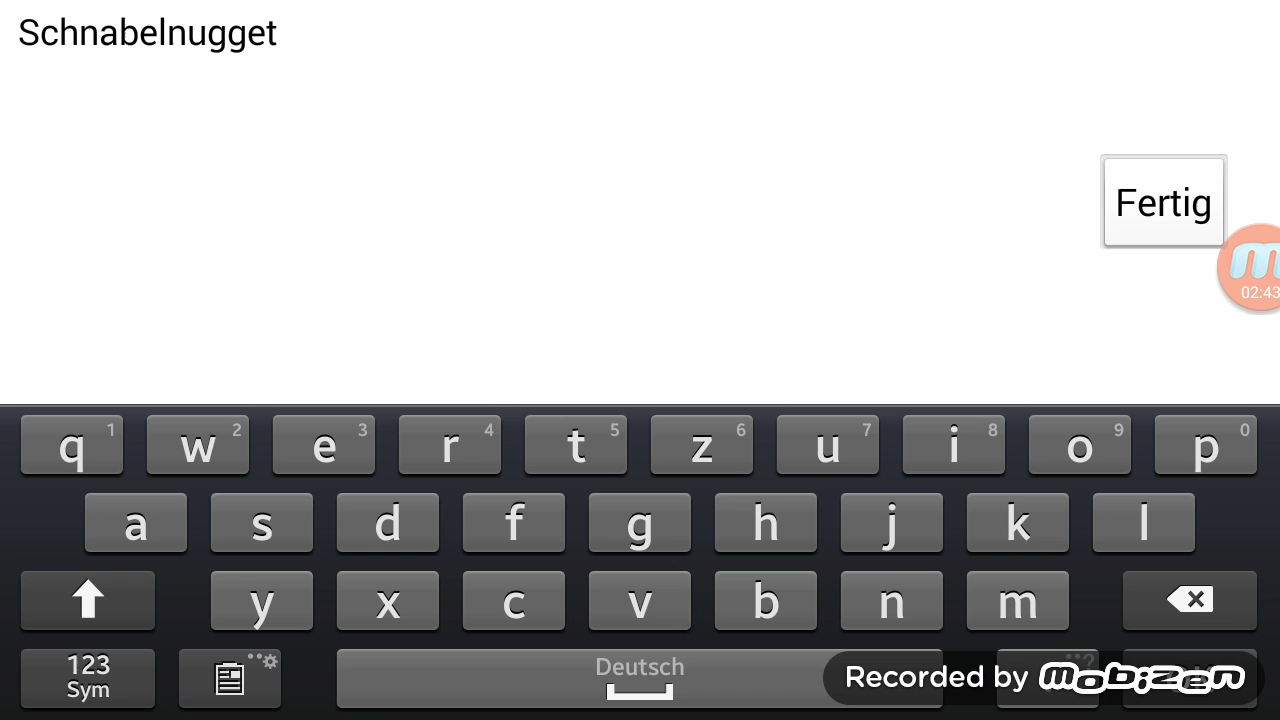 Schnabelnugget
Fertig
02:43
q 1 w 2 e 3 r 4 t 5 z 6 u 7 i 8 o 9 p 0
a s d f g h j k l
y x c v b n m
123
Sym
Deutsch
Recorded by mobizen